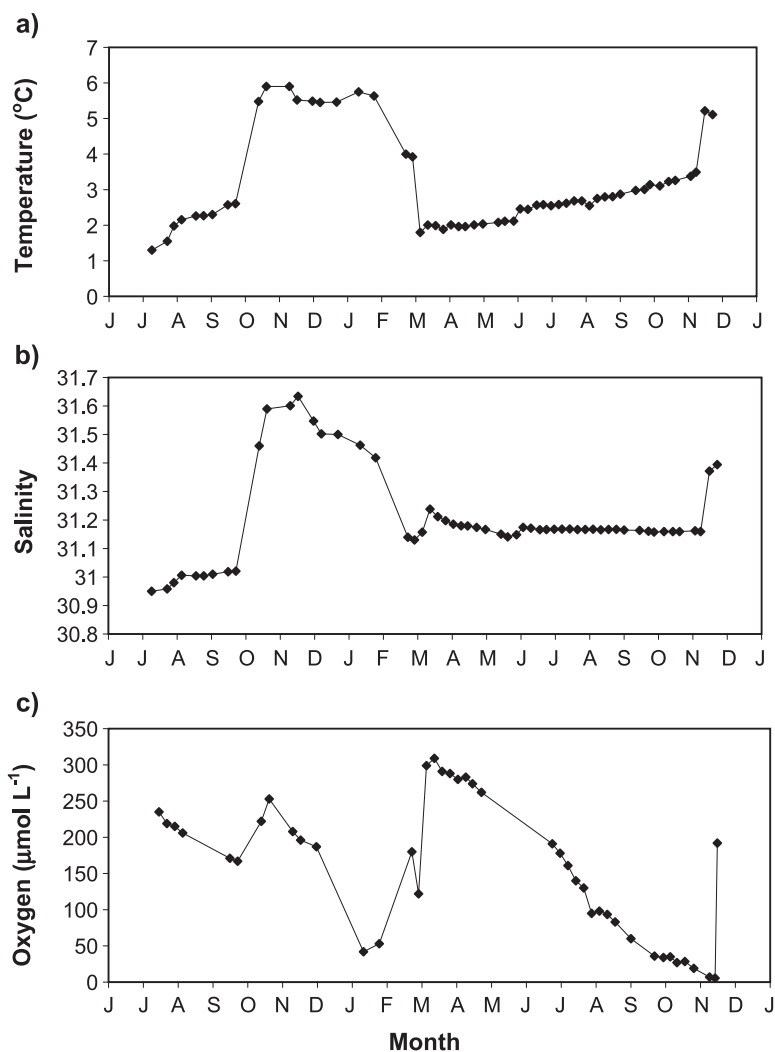 a)
Temperature (°C)
7
6
5
4
3
2
1
0
J J A S O N D J F M A M J J A S O N D J
b)
Salinity
31.7
31.6
31.5
31.4
31.3
31.2
31.1
31
30.9
30.8
J J A S O N D J F M A M J J A S O N D J
c)
Oxygen (µmol L⁻¹)
350
300
250
200
150
100
50
0
J J A S O N D J F M A M J J A S O N D J
Month